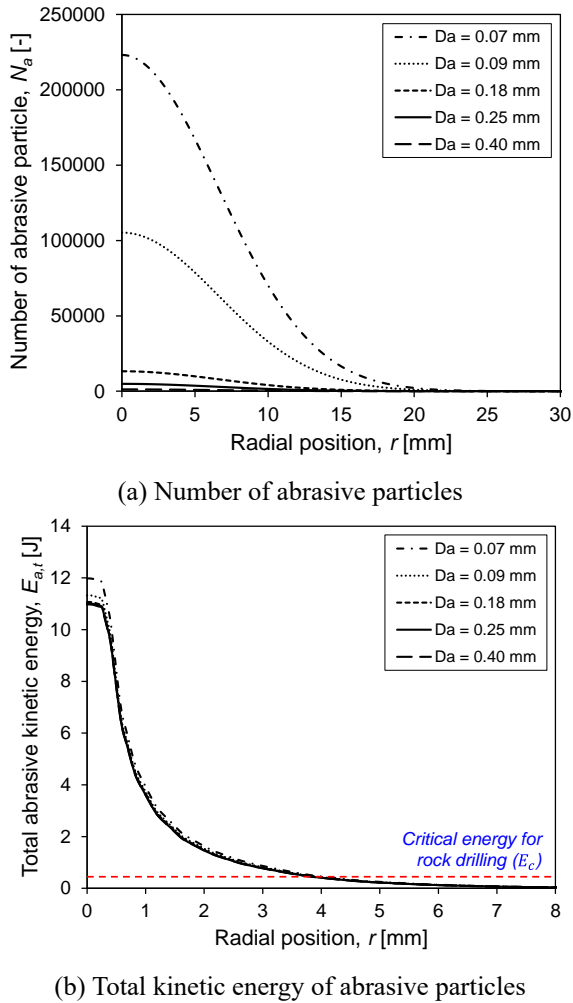 250000
200000
150000
100000
50000
0
Number of abrasive particle, Nₐ [-]
Da = 0.07 mm
Da = 0.09 mm
Da = 0.18 mm
Da = 0.25 mm
Da = 0.40 mm
0 5 10 15 20 25 30
Radial position, r [mm]
(a) Number of abrasive particles
14
12
10
8
6
4
2
0
Total abrasive kinetic energy, Eₐ,ₜ [J]
Da = 0.07 mm
Da = 0.09 mm
Da = 0.18 mm
Da = 0.25 mm
Da = 0.40 mm
Critical energy for
rock drilling (E_c)
0 1 2 3 4 5 6 7 8
Radial position, r [mm]
(b) Total kinetic energy of abrasive particles